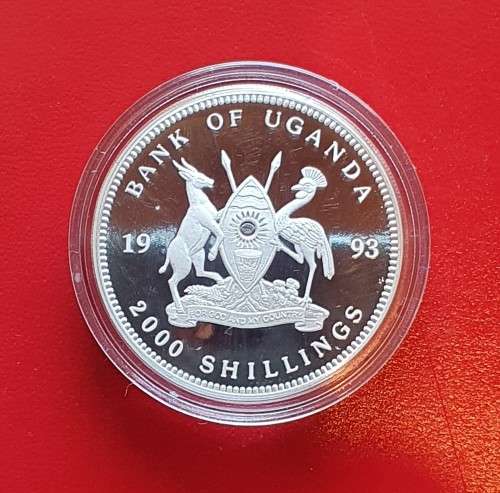 BANK OF UGANDA
19 93
FOR GOD AND MY COUNTRY
2000 SHILLINGS